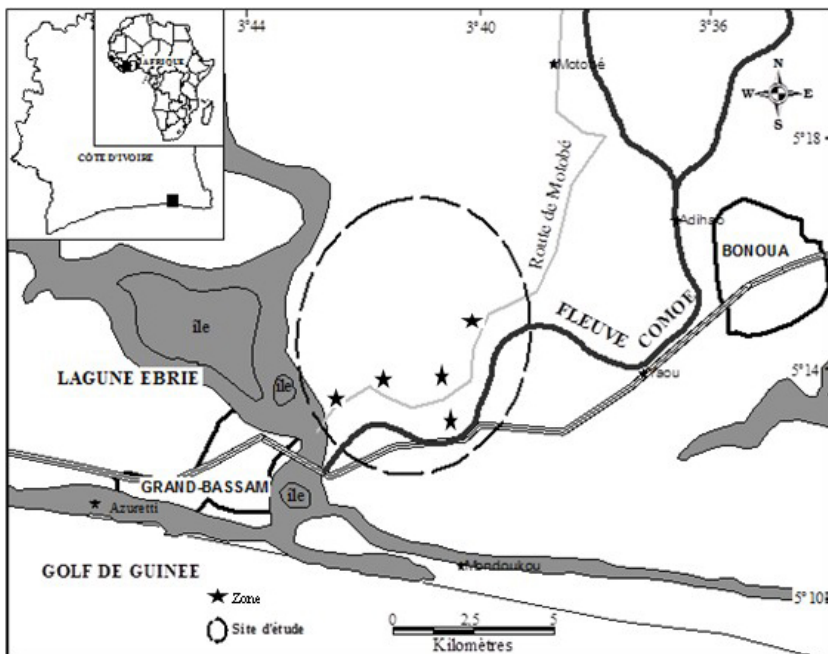 3°44
3°40
3°36
AFRIQUE
CÔTE D'IVOIRE
Motobé
N
W E
S
5°18
Route de Motobé
Adihao
BONOUA
île
FLEUVE COMOE
LAGUNE EBRIE
île
Yaou
5°14
GRAND-BASSAM
île
Azuretti
GOLF DE GUINEE
Mondoukou
5°10
Zone
Site d'étude
2.5 0 5
Kilomètres